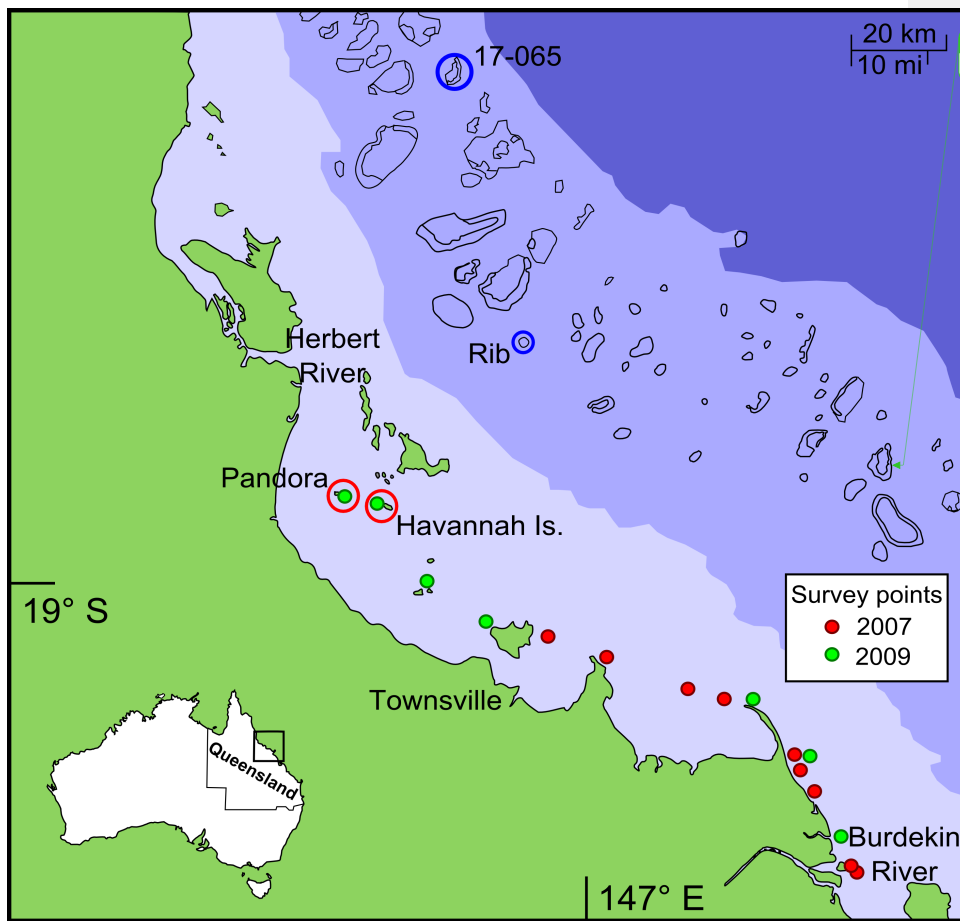 17-065
20 km
10 mi
Herbert
River
Rib
Pandora
Havannah Is.
19° S
Survey points
2007
2009
Townsville
Queensland
Burdekin
River
147° E